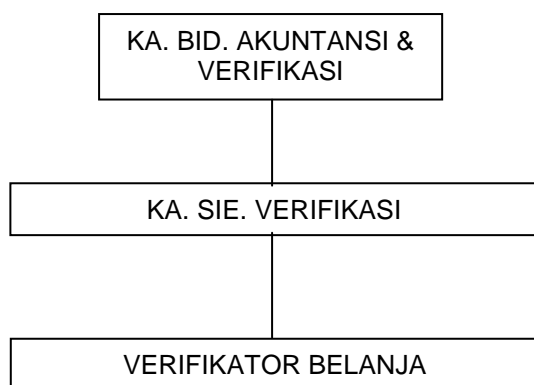 KA. BID. AKUNTANSI &
VERIFIKASI
KA. SIE. VERIFIKASI
VERIFIKATOR BELANJA